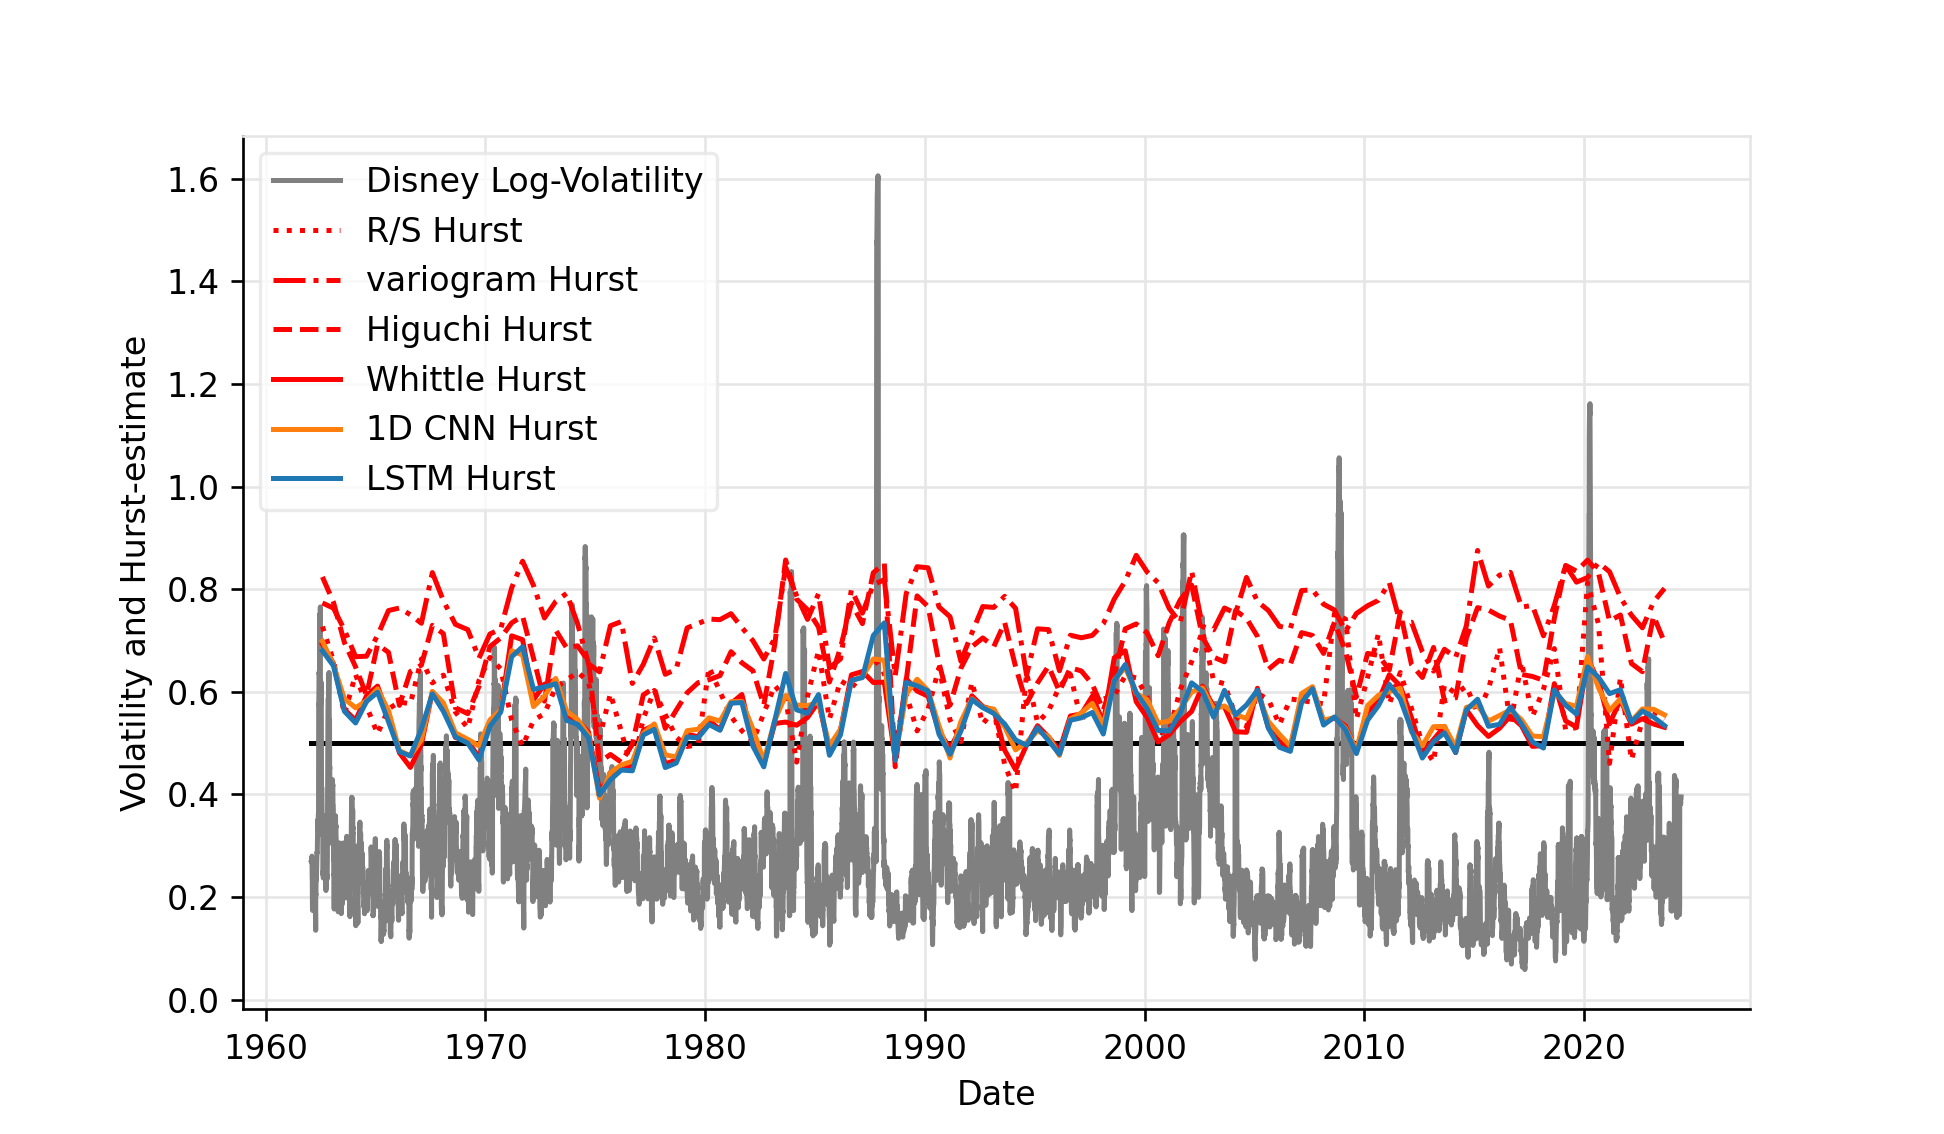 Disney Log-Volatility
R/S Hurst
variogram Hurst
Higuchi Hurst
Whittle Hurst
1D CNN Hurst
LSTM Hurst
Volatility and Hurst-estimate
1.6
1.4
1.2
1.0
0.8
0.6
0.4
0.2
0.0
1960 1970 1980 1990 2000 2010 2020
Date